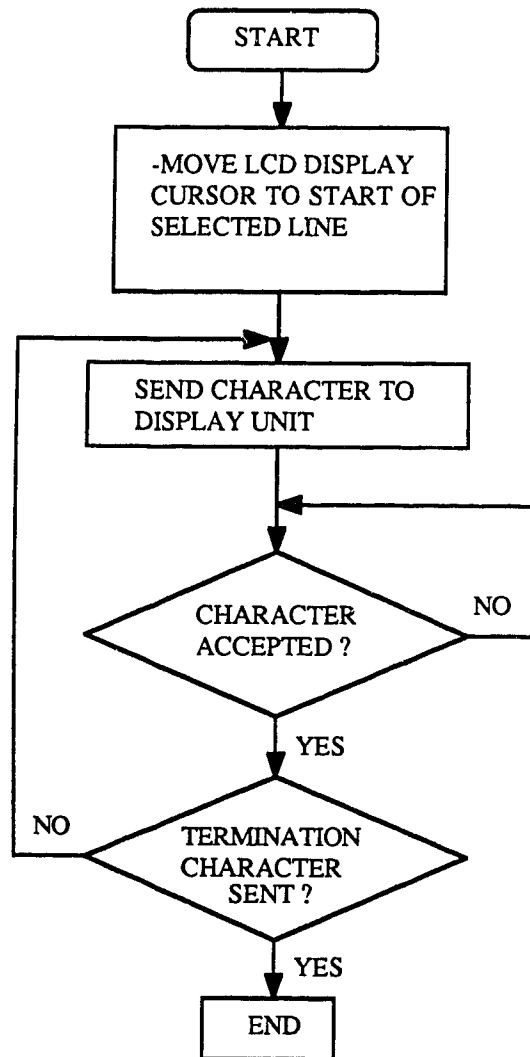 START
-MOVE LCD DISPLAY
CURSOR TO START OF
SELECTED LINE
SEND CHARACTER TO
DISPLAY UNIT
CHARACTER
ACCEPTED ?
NO
YES
NO
TERMINATION
CHARACTER
SENT ?
YES
END